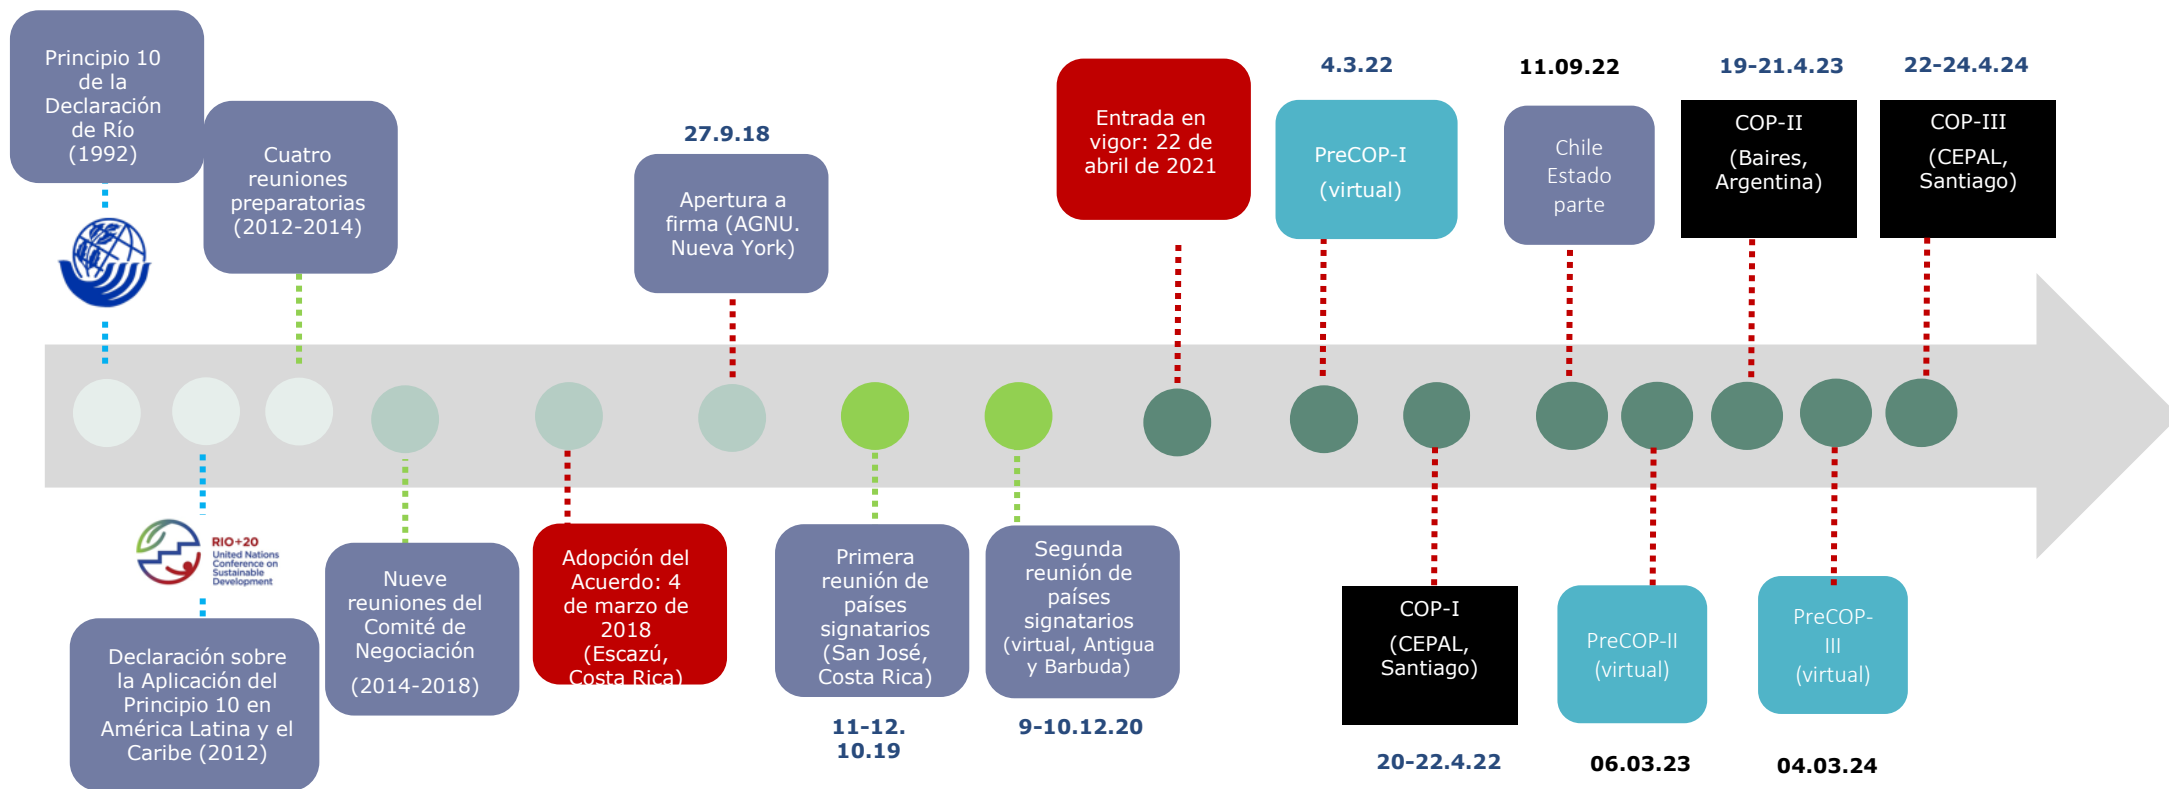 Principio 10
de la
Declaración
de Río
(1992)
Cuatro
reuniones
preparatorias
(2012-2014)
27.9.18
Apertura a
firma (AGNU.
Nueva York)
Entrada en
vigor: 22 de
abril de 2021
4.3.22
PreCOP-I
(virtual)
11.09.22
Chile
Estado
parte
19-21.4.23
COP-II
(Baires,
Argentina)
22-24.4.24
COP-III
(CEPAL,
Santiago)
RIO+20
United Nations
Conference on
Sustainable
Development
Declaración sobre
la Aplicación del
Principio 10 en
América Latina y el
Caribe (2012)
Nueve
reuniones del
Comité de
Negociación
(2014-2018)
Adopción del
Acuerdo: 4
de marzo de
2018
(Escazú,
Costa Rica)
Primera
reunión de
países
signatarios
(San José,
Costa Rica)
11-12.
10.19
Segunda
reunión de
países
signatarios
(virtual, Antigua
y Barbuda)
9-10.12.20
COP-I
(CEPAL,
Santiago)
20-22.4.22
PreCOP-II
(virtual)
06.03.23
PreCOP-
III
(virtual)
04.03.24